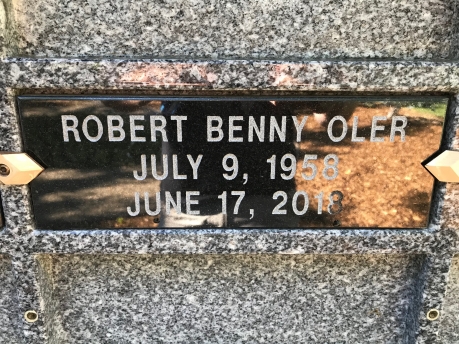 ROBERT BENNY OLER
JULY 9, 1958
JUNE 17, 2018